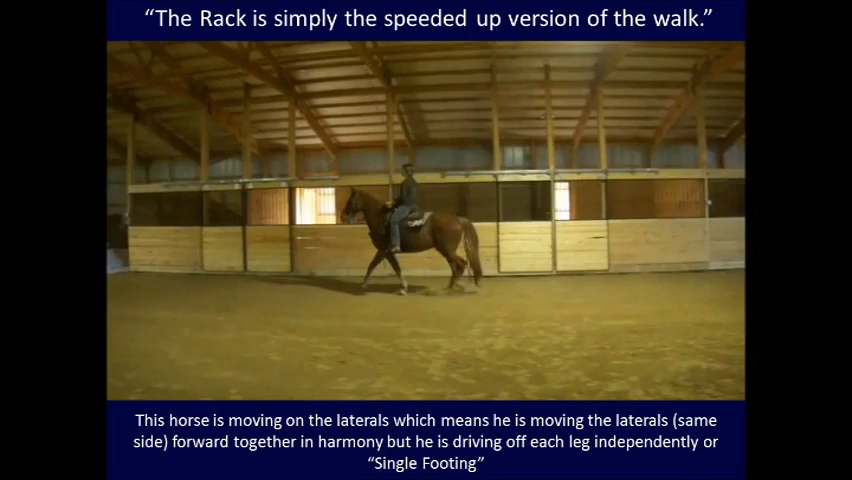 “The Rack is simply the speeded up version of the walk.”
This horse is moving on the laterals which means he is moving the laterals (same
side) forward together in harmony but he is driving off each leg independently or
“Single Footing”